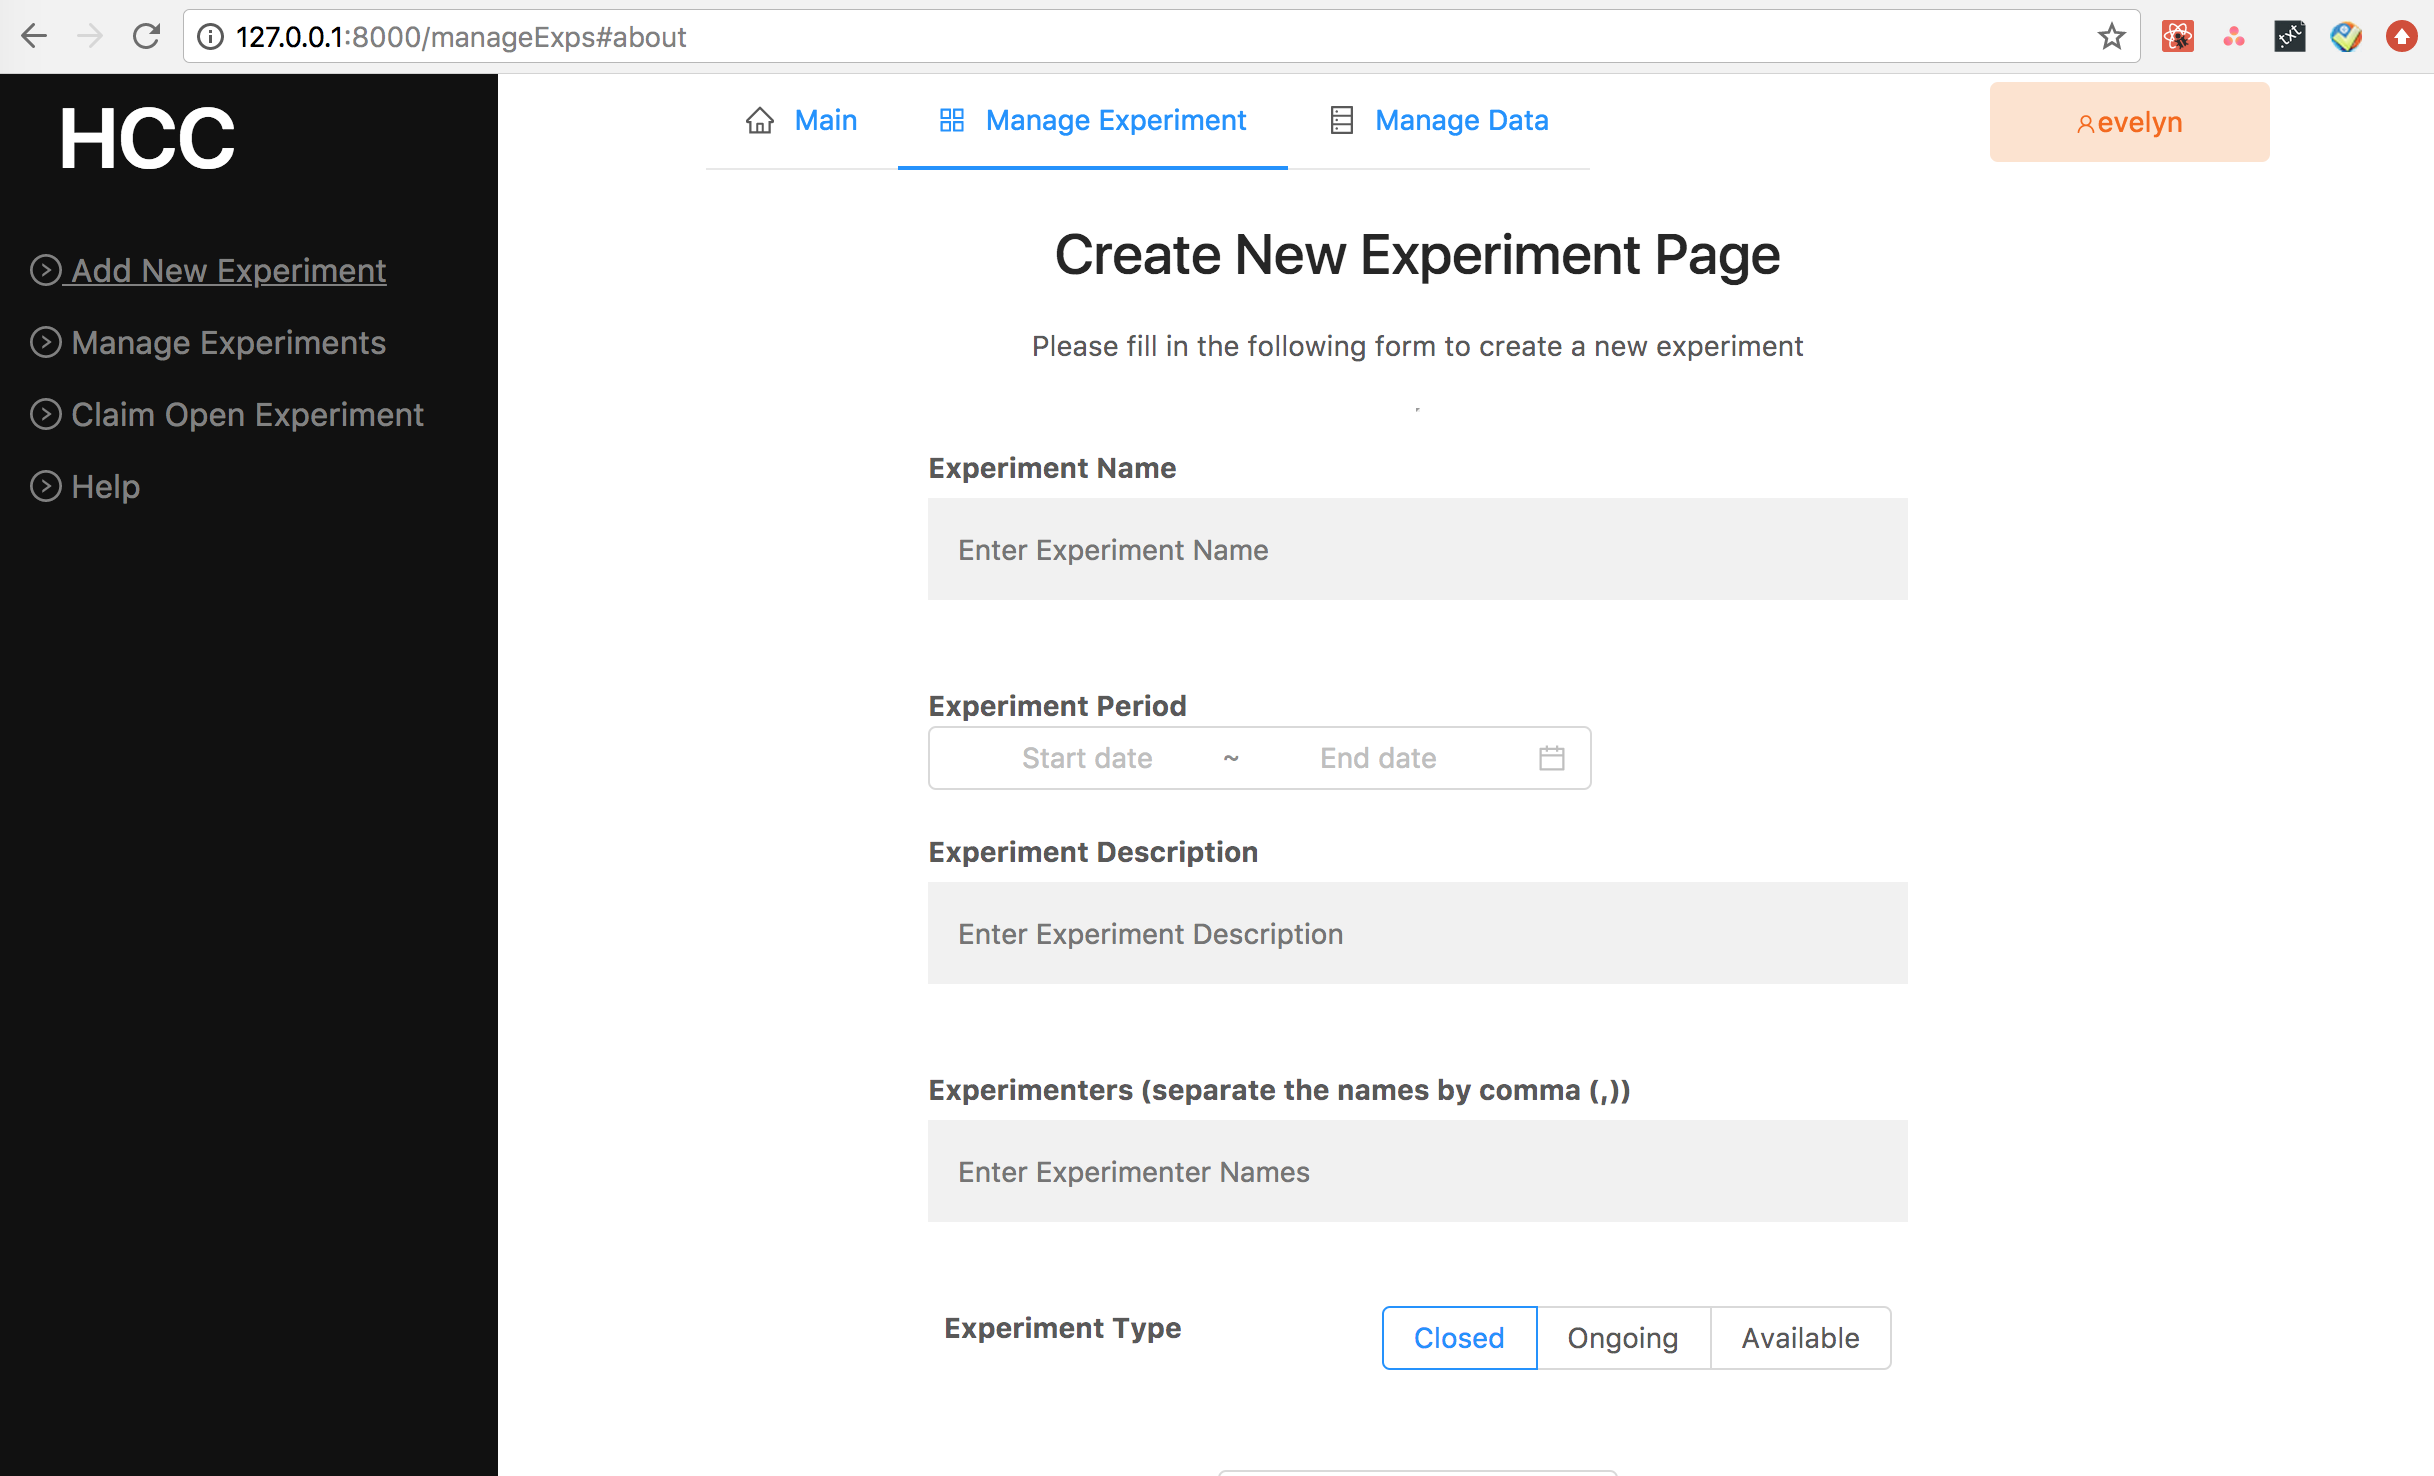 127.0.0.1:8000/manageExps#about
.txt
HCC
Add New Experiment
Manage Experiments
Claim Open Experiment
Help
Main
Manage Experiment
Manage Data
evelyn
Create New Experiment Page
Please fill in the following form to create a new experiment
Experiment Name
Enter Experiment Name
Experiment Period
Start date ~ End date
Experiment Description
Enter Experiment Description
Experimenters (separate the names by comma (,))
Enter Experimenter Names
Experiment Type
Closed Ongoing Available